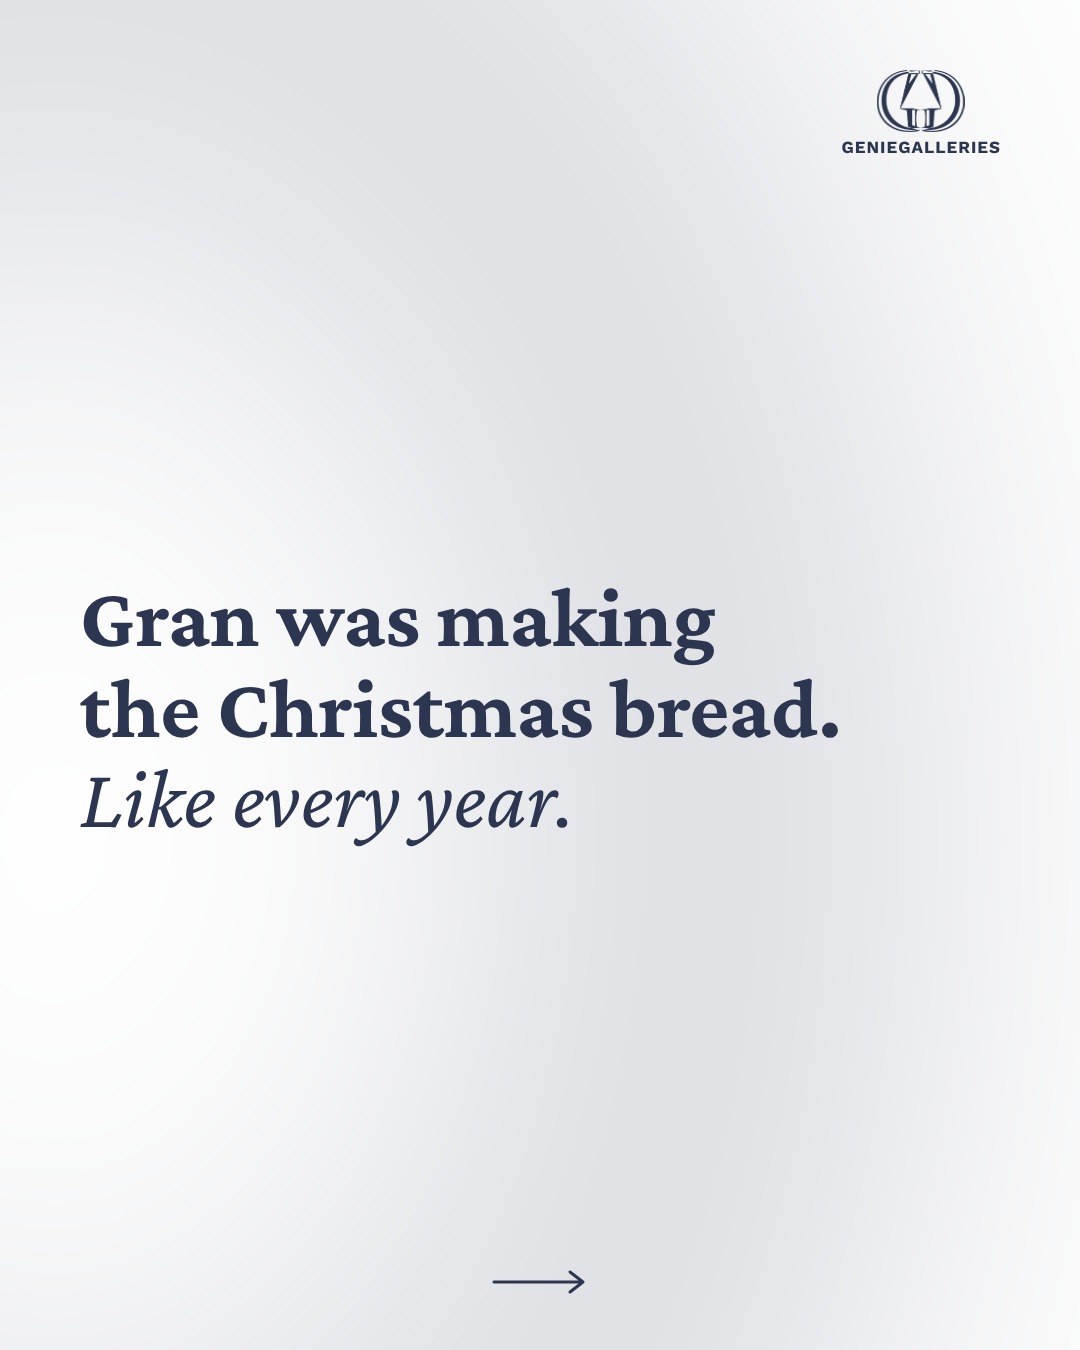 GENIEGALLERIES
Gran was making
the Christmas bread.
Like every year.